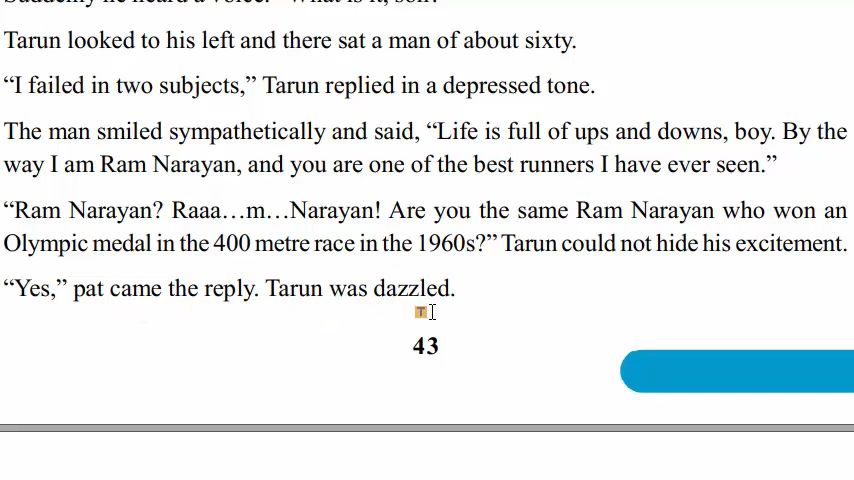 Tarun looked to his left and there sat a man of about sixty.
“I failed in two subjects,” Tarun replied in a depressed tone.
The man smiled sympathetically and said, “Life is full of ups and downs, boy. By the
way I am Ram Narayan, and you are one of the best runners I have ever seen.”
“Ram Narayan? Raaa…m…Narayan! Are you the same Ram Narayan who won an
Olympic medal in the 400 metre race in the 1960s?” Tarun could not hide his excitement.
“Yes,” pat came the reply. Tarun was dazzled.
T
43